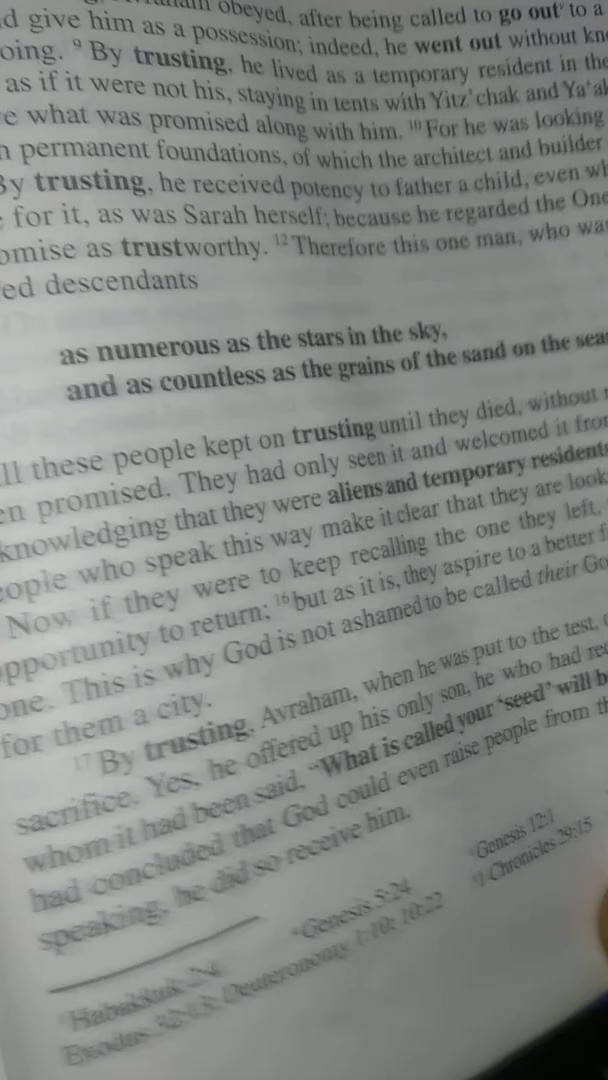 obeyed, after being called to go out to a
give him as a possession; indeed, he went out without
oing. 9 By trusting, he lived as a temporary resident in the
as if it were not his, staying in tents with Yitz'chak and Ya'a
e what was promised along with him. 10 For he was looking
permanent foundations, of which the architect and builder
By trusting, he received potency to father a child, even
for it, as was Sarah herself; because he regarded the One
omise as trustworthy. 12 Therefore this one man, who wa
ed descendants
as numerous as the stars in the sky,
and as countless as the grains of the sand on the sea
ll these people kept on trusting until they died, without
en promised. They had only seen it and welcomed it fro
knowledging that they were aliens and temporary residents
eople who speak this way make it clear that they are look
Now if they were to keep recalling the one they left,
pportunity to return; 16 but as it is, they aspire to a better f
one. This is why God is not ashamed to be called their Go
for them a city.
17 By trusting, Avraham, when he was put to the test,
sacrifice. Yes, he offered up his only son, he who had rec
whom it had been said, "What is called your 'seed' will b
had concluded that God could even raise people from th
speaking, he did so receive him.
Genesis 5:24 Genesis 12:1
Habakkuk 2:4 1 Chronicles 29:15
Exodus 32:13; Deuteronomy 1:10; 10:22